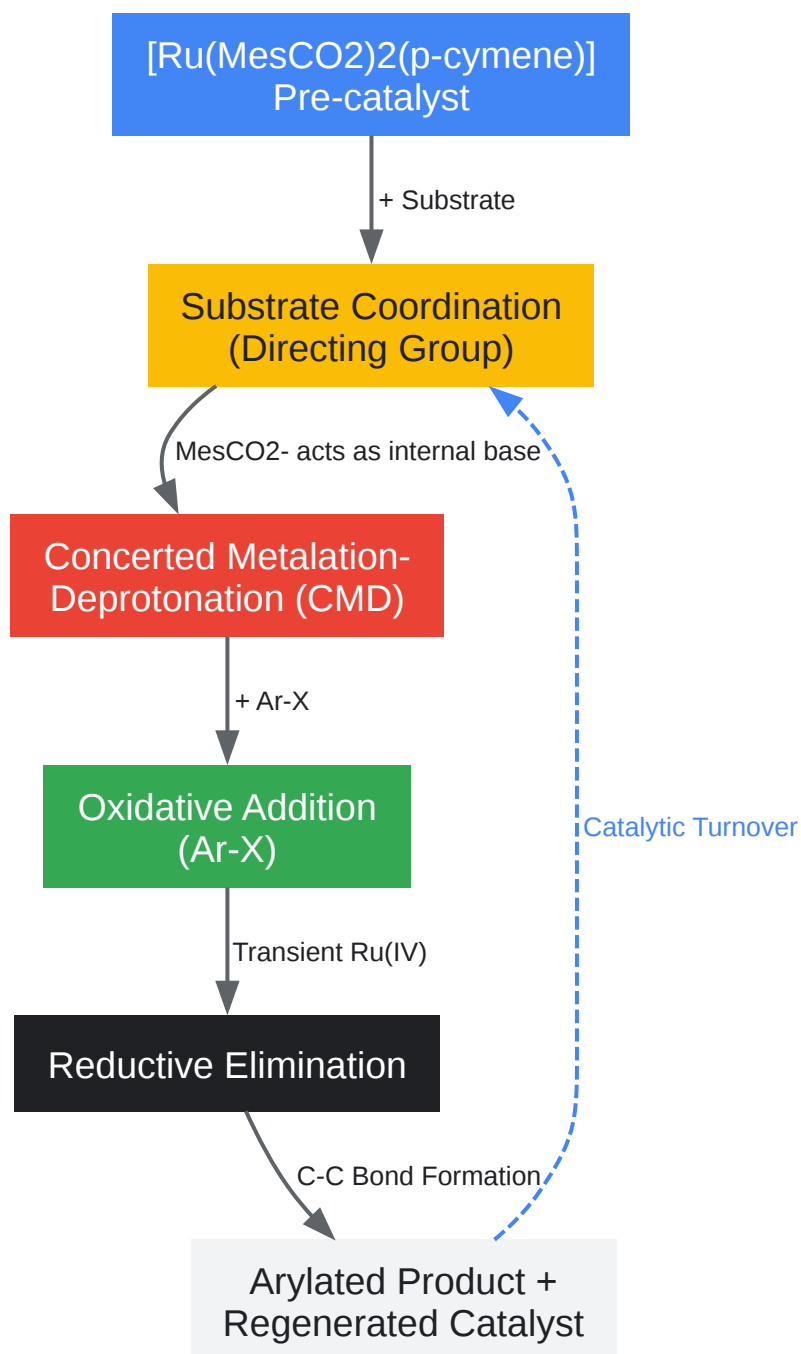 [Ru(MesCO2)2(p-cymene)]
Pre-catalyst
+ Substrate
Substrate Coordination
(Directing Group)
MesCO2- acts as internal base
Concerted Metalation-
Deprotonation (CMD)
+ Ar-X
Oxidative Addition
(Ar-X)
Catalytic Turnover
Transient Ru(IV)
Reductive Elimination
C-C Bond Formation
Arylated Product +
Regenerated Catalyst